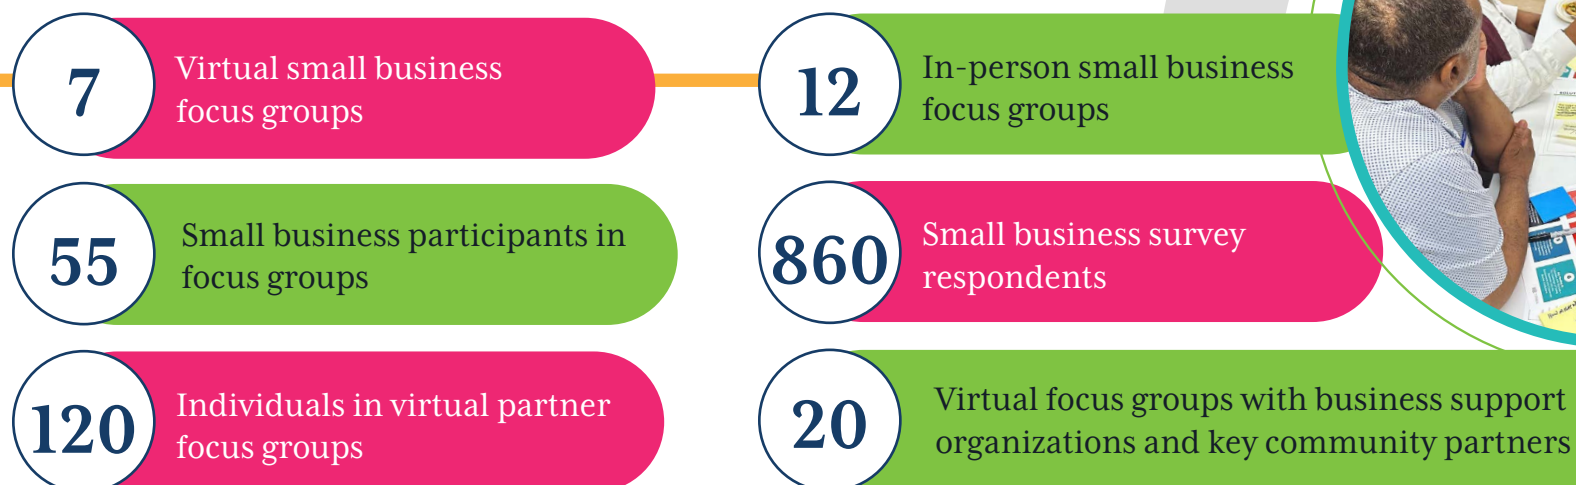 7
Virtual small business
focus groups
12
In-person small business
focus groups
55
Small business participants in
focus groups
860
Small business survey
respondents
120
Individuals in virtual partner
focus groups
20
Virtual focus groups with business support
organizations and key community partners